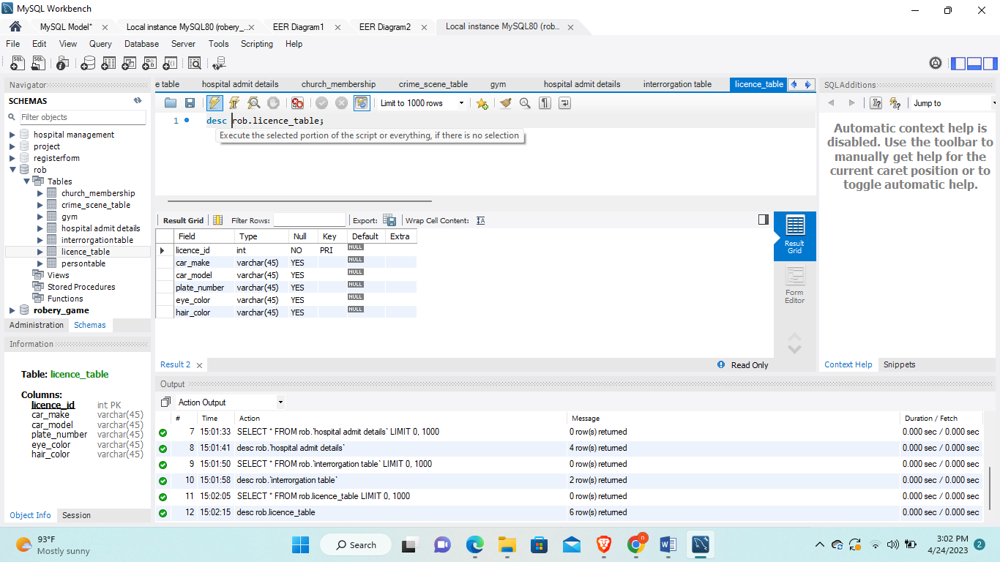 MySQL Workbench
MySQL Model* × Local instance MySQL80 (robery_... × EER Diagram1 × EER Diagram2 × Local instance MySQL80 (rob... ×
File Edit View Query Database Server Tools Scripting Help
Navigator
SCHEMAS
Filter objects
hospital management
project
registerform
rob
Tables
church_membership
crime_scene_table
gym
hospital admit details
interrorgation table
licence_table
persontable
Views
Stored Procedures
Functions
robery_game
Administration Schemas
Information
Table: licence_table
Columns:
licence_id int PK
car_make varchar(45)
car_model varchar(45)
plate_number varchar(45)
eye_color varchar(45)
hair_color varchar(45)
Object Info Session
e table hospital admit details church_membership crime_scene_table gym hospital admit details interrorgation table licence_table
Limit to 1000 rows
1 desc rob.licence_table;
Execute the selected portion of the script or everything, if there is no selection
Result Grid Filter Rows: Export: Wrap Cell Content:
Field Type Null Key Default Extra
licence_id int NO PRI NULL
car_make varchar(45) YES NULL
car_model varchar(45) YES NULL
plate_number varchar(45) YES NULL
eye_color varchar(45) YES NULL
hair_color varchar(45) YES NULL
Result Grid
Form Editor
Result 2 × Read Only
SQLAdditions
Jump to
Automatic context help is
disabled. Use the toolbar to
manually get help for the
current caret position or to
toggle automatic help.
Context Help Snippets
Output
Action Output
# Time Action Message Duration / Fetch
7 15:01:33 SELECT * FROM rob.`hospital admit details` LIMIT 0, 1000 0 row(s) returned 0.000 sec / 0.000 sec
8 15:01:41 desc rob.`hospital admit details` 4 row(s) returned 0.000 sec / 0.000 sec
9 15:01:50 SELECT * FROM rob.`interrorgation table` LIMIT 0, 1000 0 row(s) returned 0.000 sec / 0.000 sec
10 15:01:58 desc rob.`interrorgation table` 2 row(s) returned 0.000 sec / 0.000 sec
11 15:02:05 SELECT * FROM rob.licence_table LIMIT 0, 1000 0 row(s) returned 0.000 sec / 0.000 sec
12 15:02:15 desc rob.licence_table 6 row(s) returned 0.000 sec / 0.000 sec
93°F
Mostly sunny
Search
n
3:02 PM
4/24/2023
2